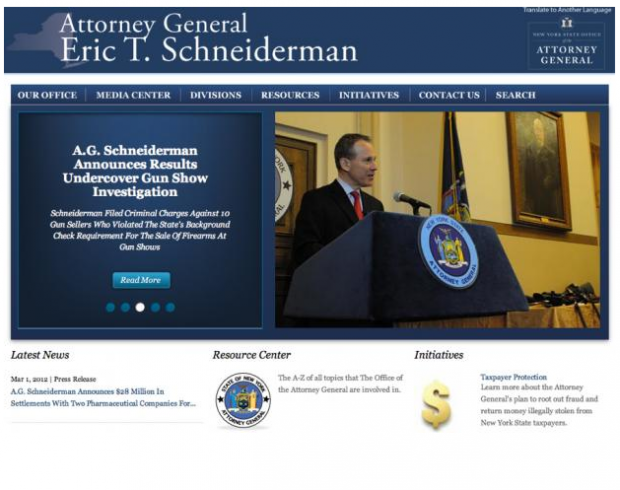 Translate to Another Language
Attorney General
Eric T. Schneiderman
NEW YORK STATE OFFICE
of the
ATTORNEY
GENERAL
OUR OFFICE MEDIA CENTER DIVISIONS RESOURCES INITIATIVES CONTACT US SEARCH
A.G. Schneiderman
Announces Results
Undercover Gun Show
Investigation
Schneiderman Filed Criminal Charges Against 10
Gun Sellers Who Violated The State's Background
Check Requirement For The Sale Of Firearms At
Gun Shows
Read More
NEW YORK STATE
ATTORNEY GENERAL
Latest News
Mar 1, 2012 | Press Release
A.G. Schneiderman Announces $28 Million In
Settlements With Two Pharmaceutical Companies For...
Resource Center
STATE OF NEW YORK
ATTORNEY GENERAL
The A-Z of all topics that The Office of
the Attorney General are involved in.
Initiatives
$
Taxpayer Protection
Learn more about the Attorney
General's plan to root out fraud and
return money illegally stolen from
New York State taxpayers.